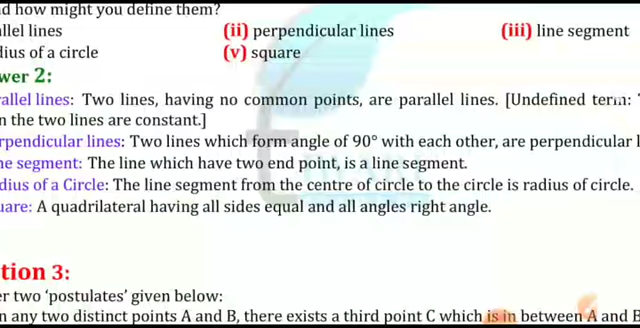 d how might you define them?
allel lines (ii) perpendicular lines (iii) line segment
dius of a circle (v) square
wer 2:
rallel lines: Two lines, having no common points, are parallel lines. [Undefined term:
n the two lines are constant.]
rpendicular lines: Two lines which form angle of 90° with each other, are perpendicular l
ne segment: The line which have two end point, is a line segment.
dius of a Circle: The line segment from the centre of circle to the circle is radius of circle.
uare: A quadrilateral having all sides equal and all angles right angle.
tion 3:
er two ‘postulates’ given below:
n any two distinct points A and B, there exists a third point C which is in between A and B